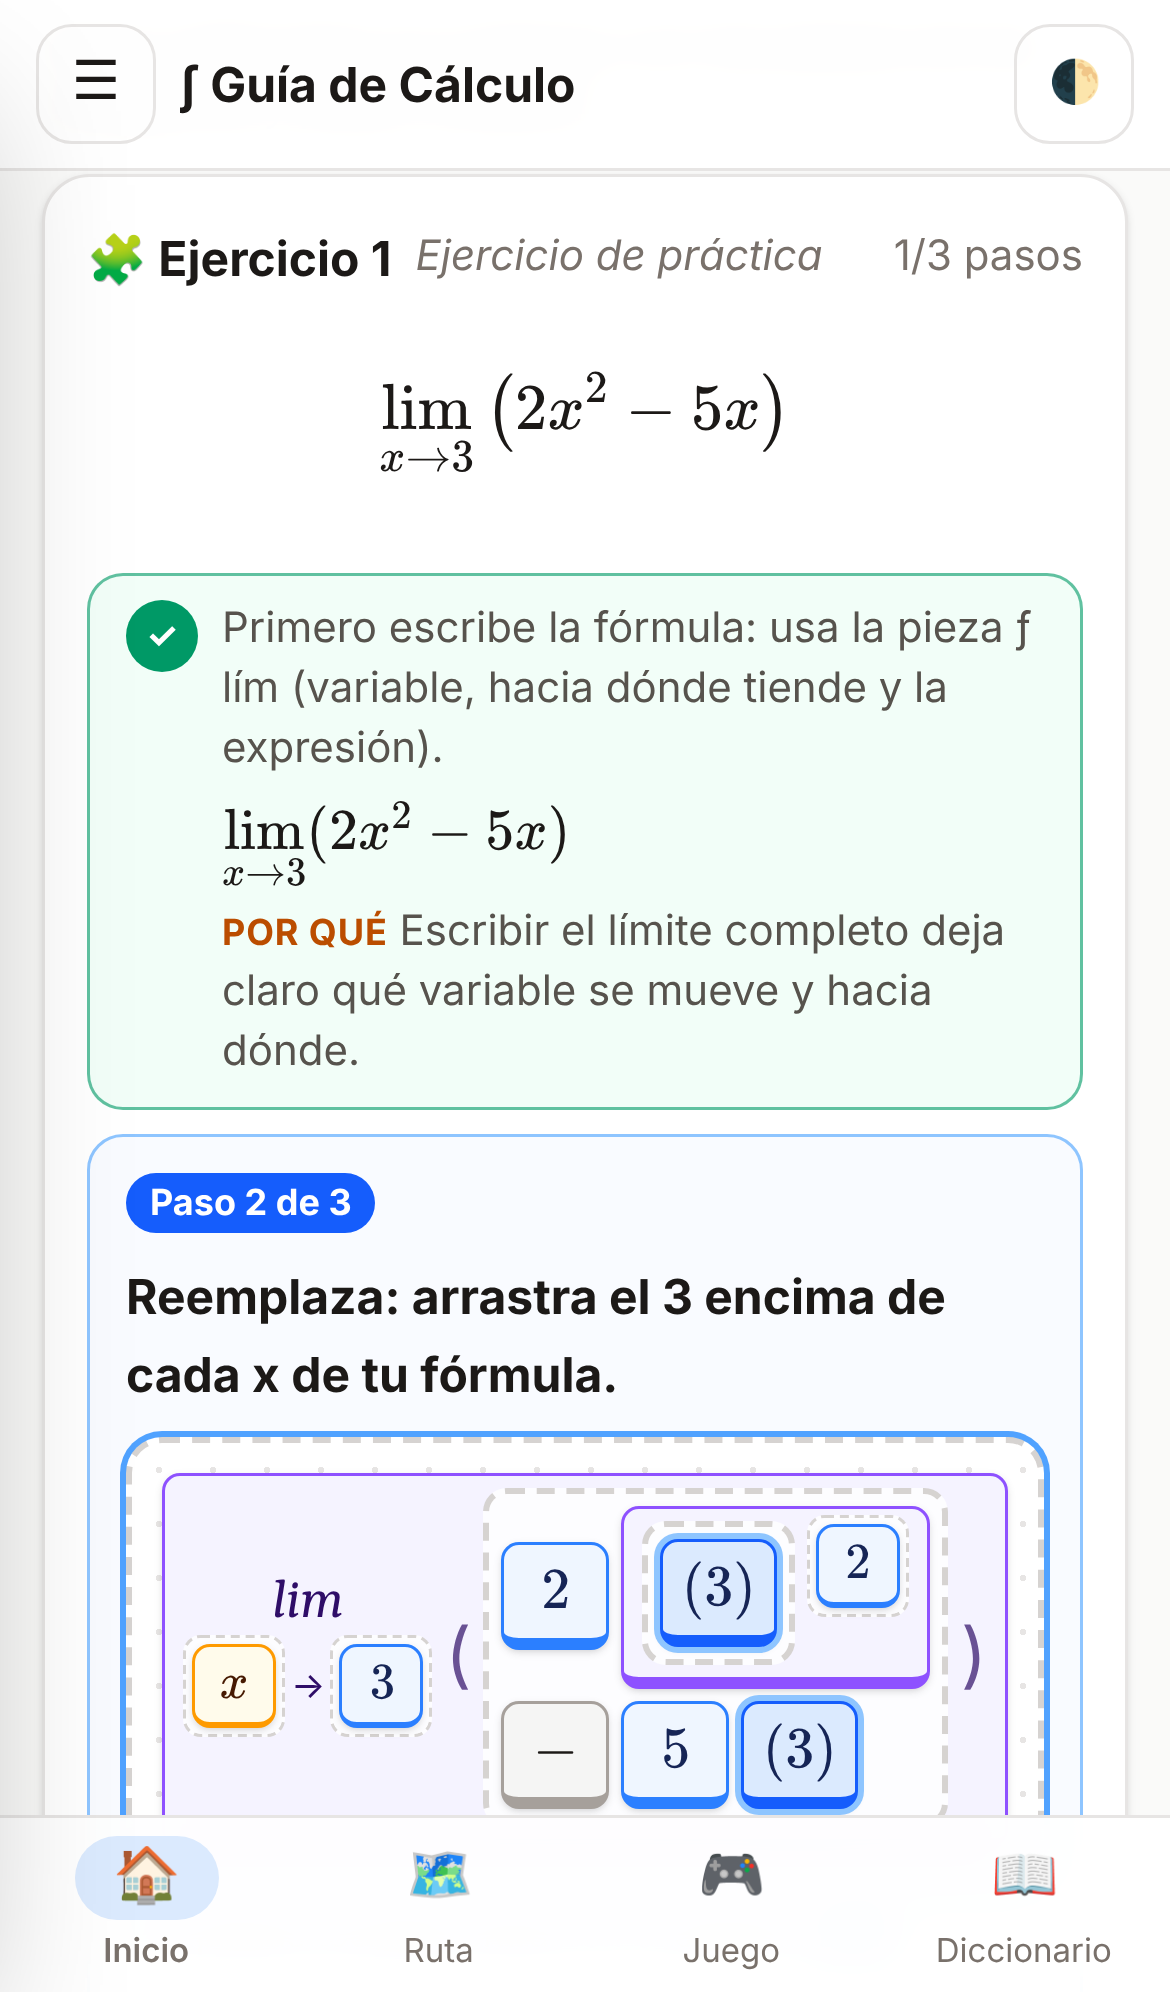 ☰ ∫ Guía de Cálculo
🧩 Ejercicio 1 Ejercicio de práctica 1/3 pasos
lim x→3 (2x² − 5x)
Primero escribe la fórmula: usa la pieza ƒ
lím (variable, hacia dónde tiende y la
expresión).
lim x→3 (2x² − 5x)
POR QUÉ Escribir el límite completo deja
claro qué variable se mueve y hacia
dónde.
Paso 2 de 3
Reemplaza: arrastra el 3 encima de
cada x de tu fórmula.
lim x → 3 ( 2 (3) 2
− 5 (3) )
Inicio Ruta Juego Diccionario